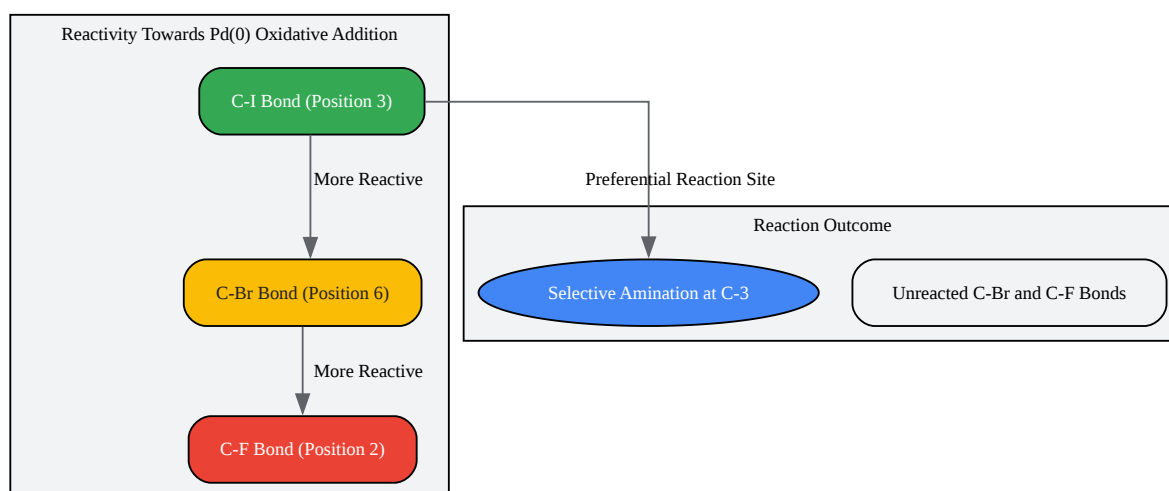 Reactivity Towards Pd(0) Oxidative Addition
C-I Bond (Position 3)
More Reactive
Preferential Reaction Site
Reaction Outcome
C-Br Bond (Position 6)
Selective Amination at C-3
Unreacted C-Br and C-F Bonds
More Reactive
C-F Bond (Position 2)